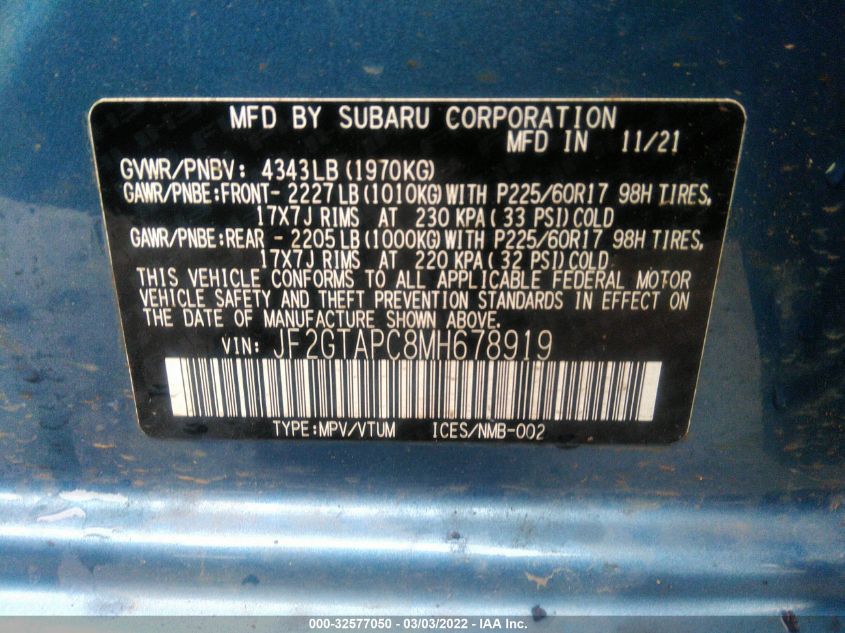 MFD BY SUBARU CORPORATION
MFD IN 11/21
GVWR/PNBV: 4343LB (1970KG)
GAWR/PNBE:FRONT-2227LB(1010KG)WITH P225/60R17 98H TIRES,
17X7J RIMS AT 230 KPA( 33 PSI)COLD
GAWR/PNBE:REAR -2205LB(1000KG)WITH P225/60R17 98H TIRES,
17X7J RIMS AT 220 KPA( 32 PSI)COLD
THIS VEHICLE CONFORMS TO ALL APPLICABLE FEDERAL MOTOR
VEHICLE SAFETY AND THEFT PREVENTION STANDARDS IN EFFECT ON
THE DATE OF MANUFACTURE SHOWN ABOVE.
VIN: JF2GTAPC8MH678919
TYPE:MPV/VTUM ICES/NMB-002
000-32577050 - 03/03/2022 - IAA Inc.